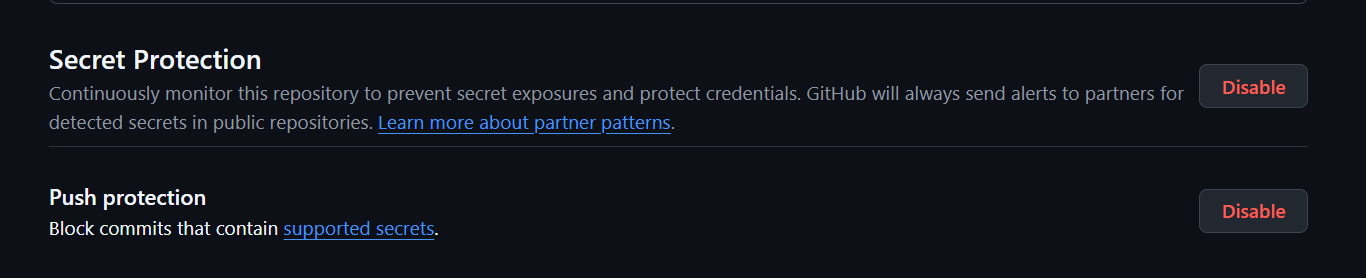 Secret Protection
Continuously monitor this repository to prevent secret exposures and protect credentials. GitHub will always send alerts to partners for
detected secrets in public repositories. Learn more about partner patterns.
Disable
Push protection
Block commits that contain supported secrets.
Disable